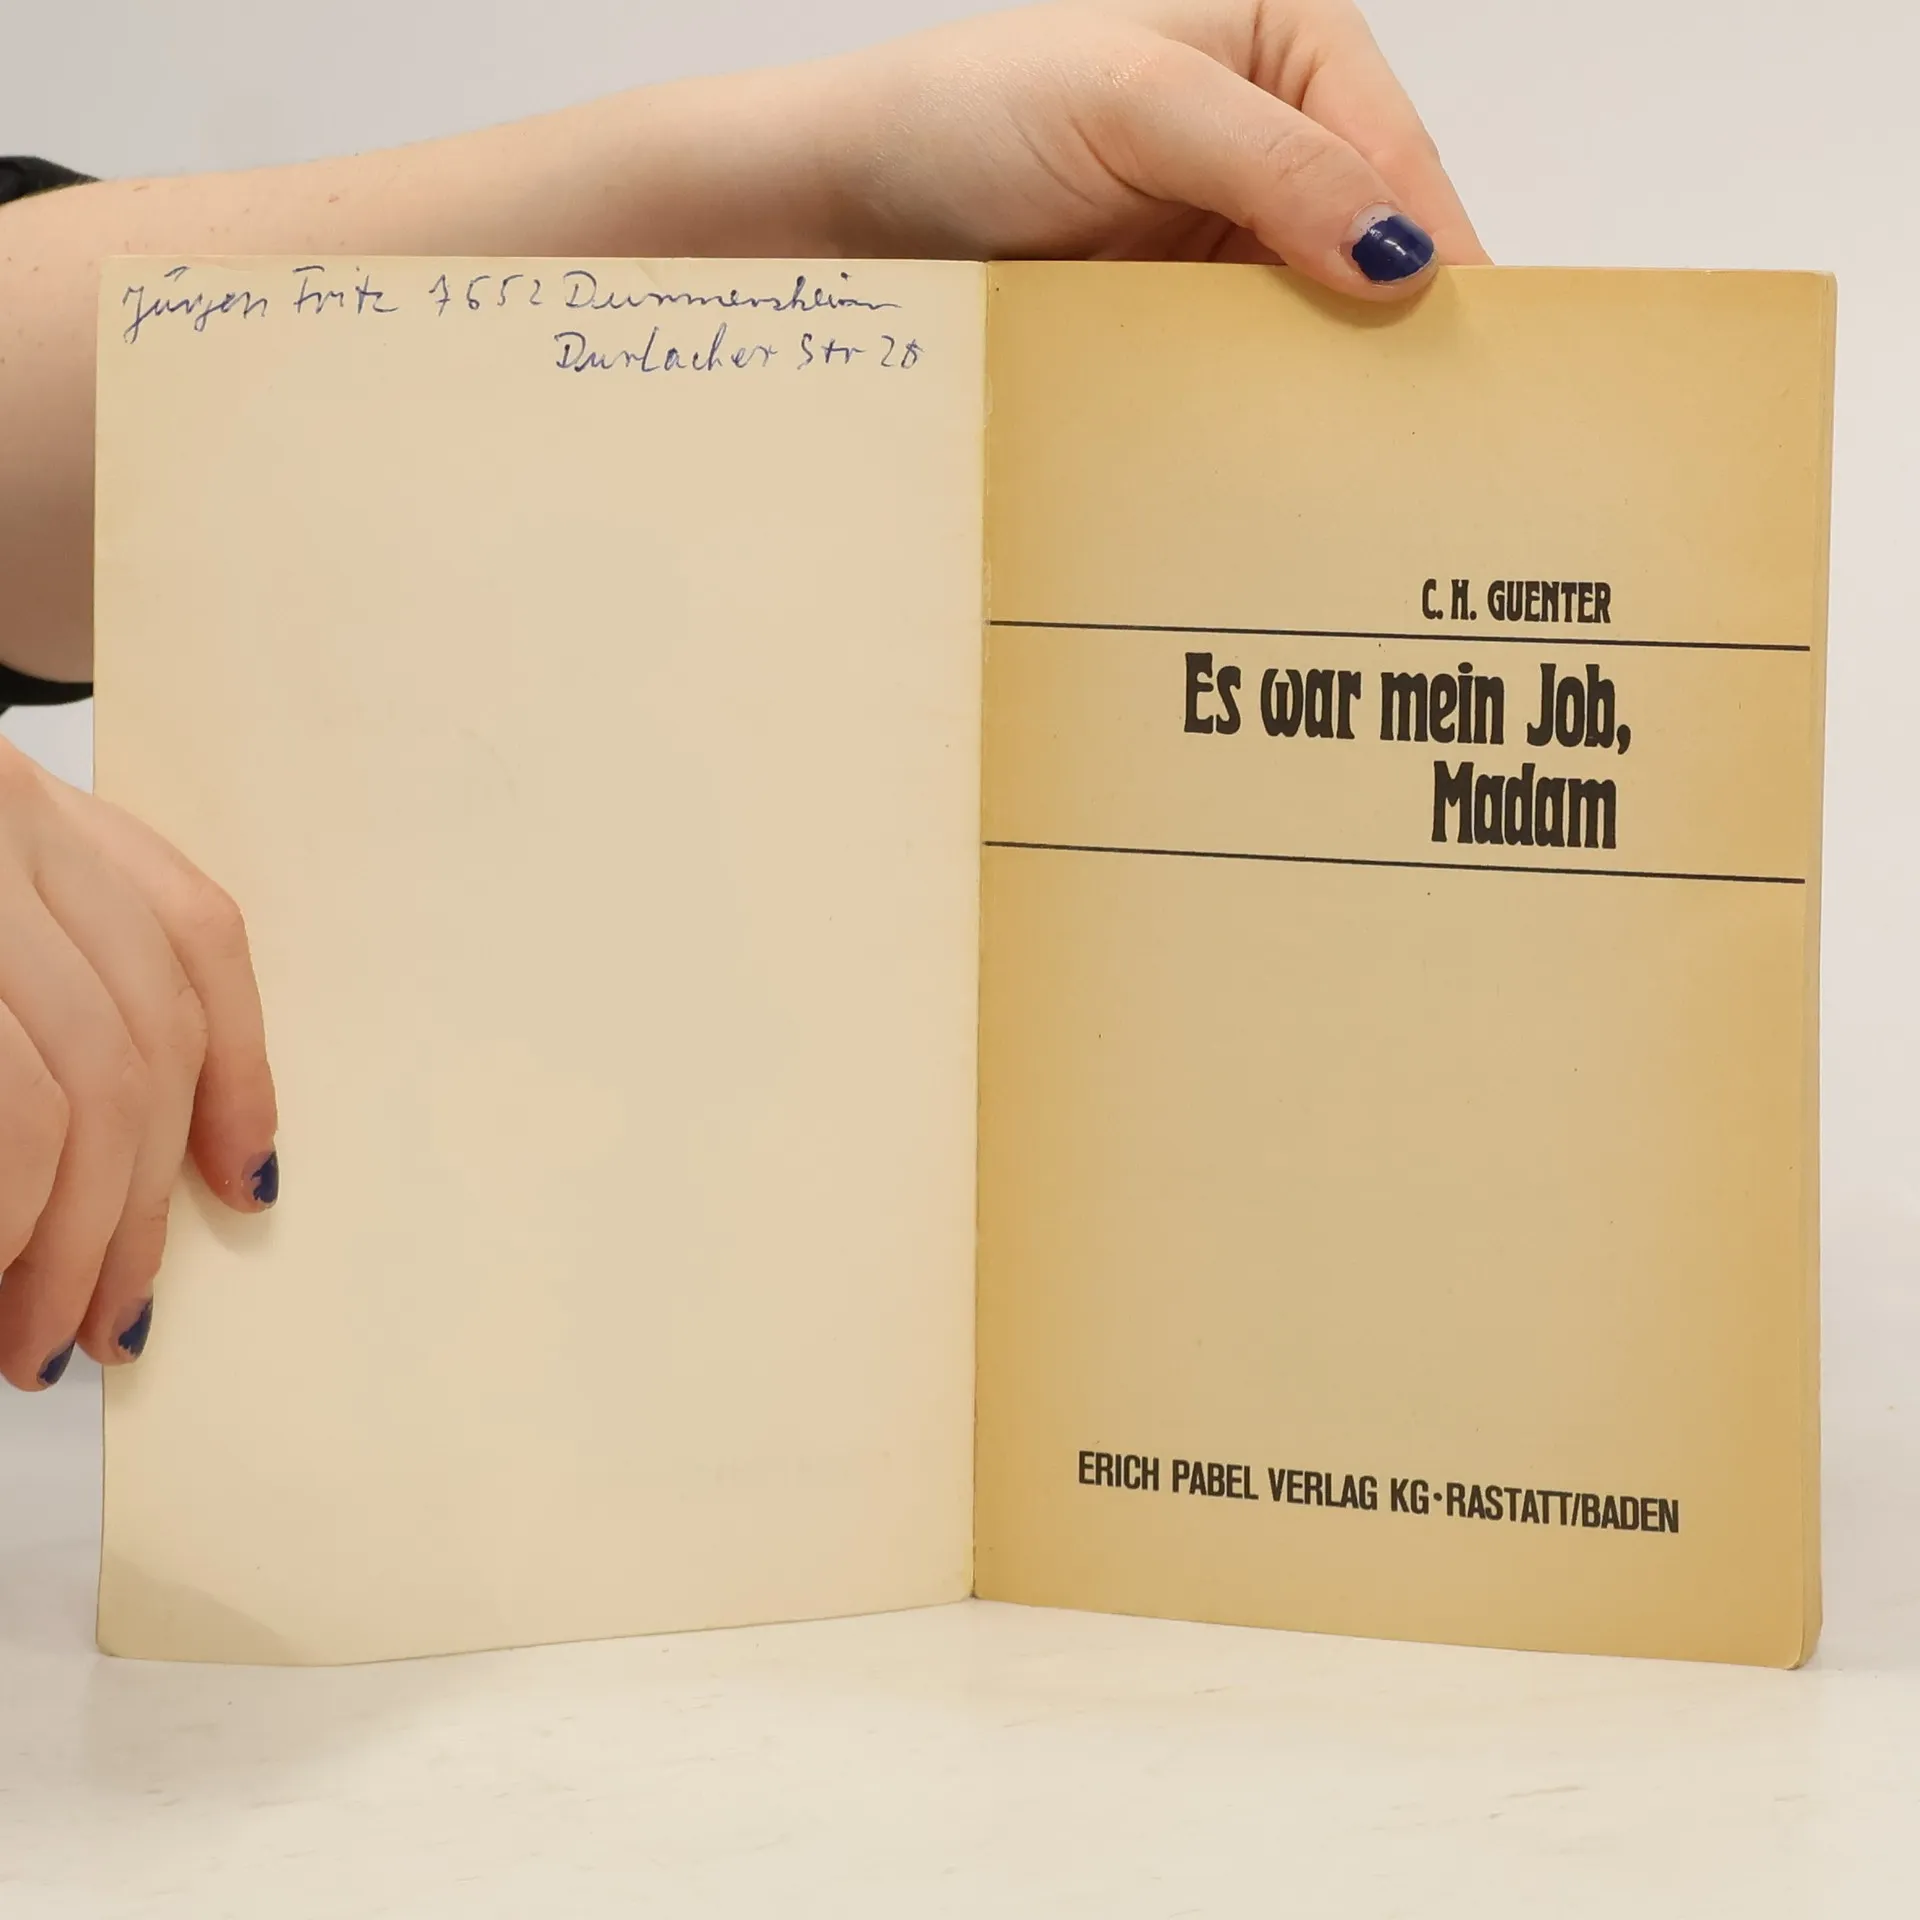 Jürgen Fritz 7552 Durmersheim
Durlacher Str 28
C. H. GUENTER
Es war mein Job,
Madam
ERICH PABEL VERLAG KG·RASTATT/BADEN